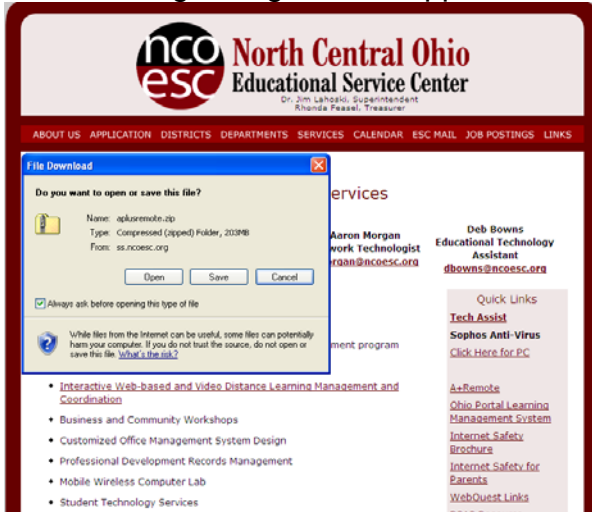 nco
esc
North Central Ohio
Educational Service Center
Dr. Jim Lahoski, Superintendent
Rhonda Feasel, Treasurer
ABOUT US APPLICATION DISTRICTS DEPARTMENTS SERVICES CALENDAR ESC MAIL JOB POSTINGS LINKS
File Download
Do you want to open or save this file?
Name: aplusremote.zip
Type: Compressed (zipped) Folder, 203MB
From: ss.ncoesc.org
Open Save Cancel
Always ask before opening this type of file
While files from the Internet can be useful, some files can potentially
harm your computer. If you do not trust the source, do not open or
save this file. What's the risk?
ervices
Aaron Morgan
work Technologist
organ@ncoesc.org
Deb Bowns
Educational Technology
Assistant
dbowns@ncoesc.org
ment program
Interactive Web-based and Video Distance Learning Management and
Coordination
Business and Community Workshops
Customized Office Management System Design
Professional Development Records Management
Mobile Wireless Computer Lab
Student Technology Services
Quick Links
Tech Assist
Sophos Anti-Virus
Click Here for PC
A+Remote
Ohio Portal Learning
Management System
Internet Safety
Brochure
Internet Safety for
Parents
WebQuest Links